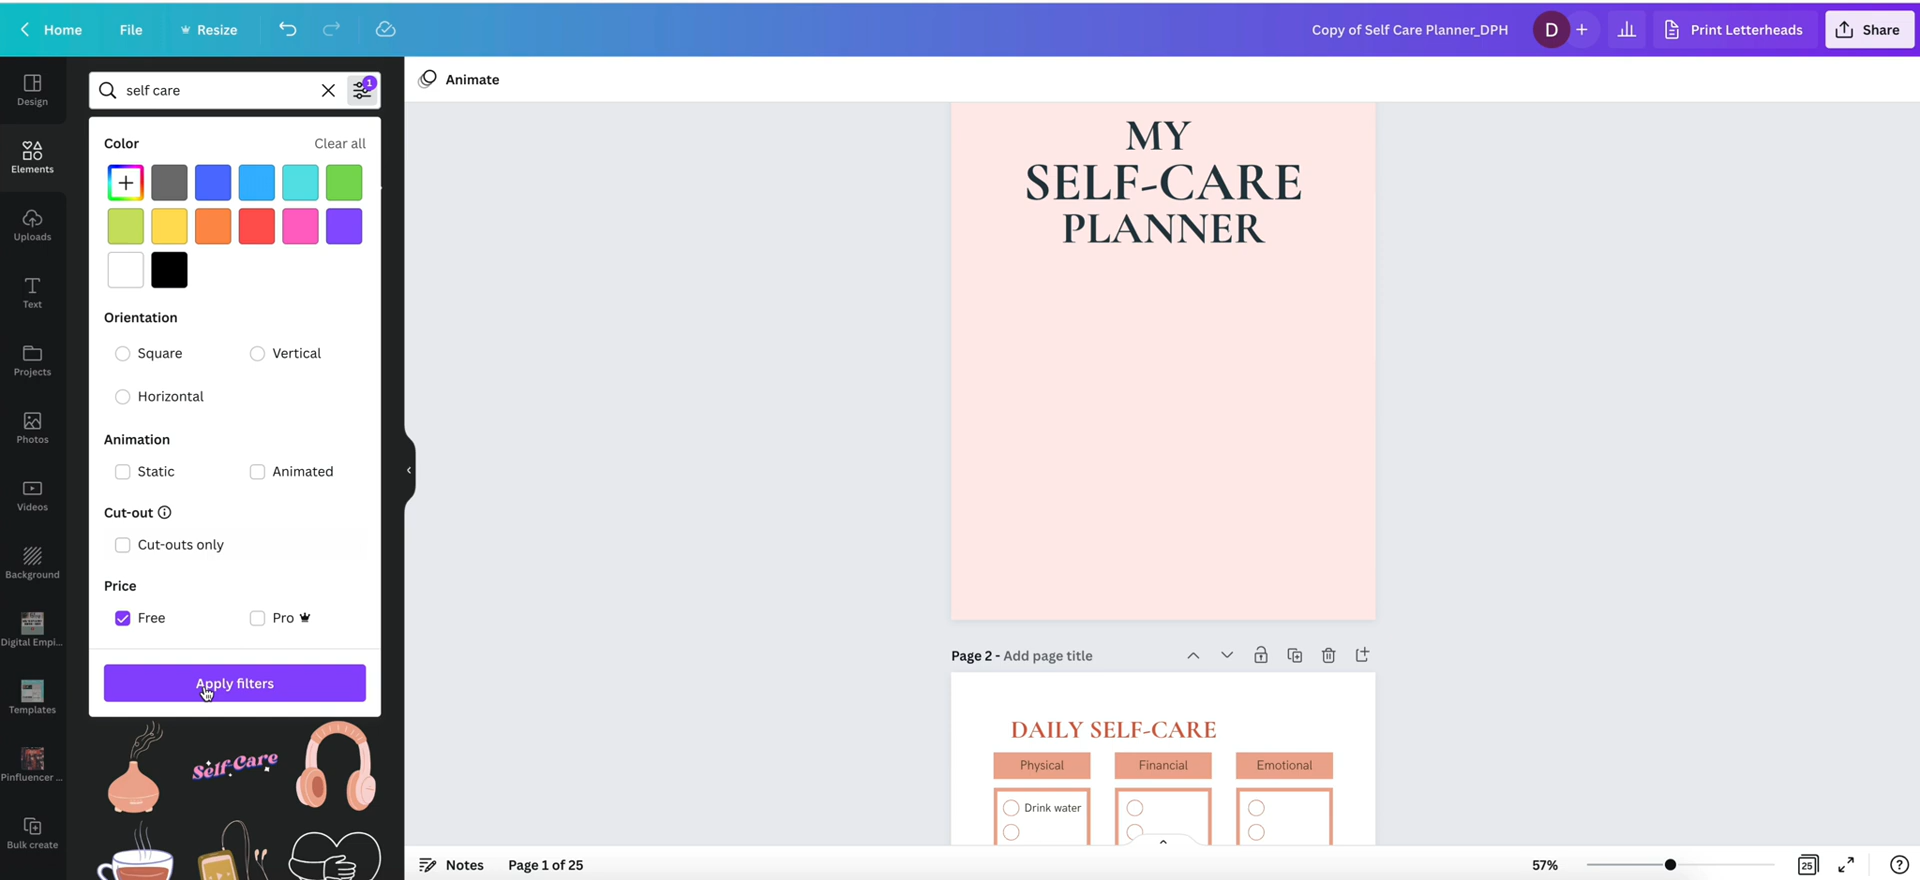 Home
File
Resize
Copy of Self Care Planner_DPH
D
Print Letterheads
Share
Design
Elements
Uploads
Text
Projects
Photos
Videos
Background
Digital Empi...
Templates
Pinfluencer ...
Bulk create
self care
1
Color
Clear all
Orientation
Square
Vertical
Horizontal
Animation
Static
Animated
Cut-out
Cut-outs only
Price
Free
Pro
Apply filters
Self-Care
Animate
MY
SELF-CARE
PLANNER
Page 2 - Add page title
DAILY SELF-CARE
Physical
Financial
Emotional
Drink water
Notes
Page 1 of 25
57%
25
?